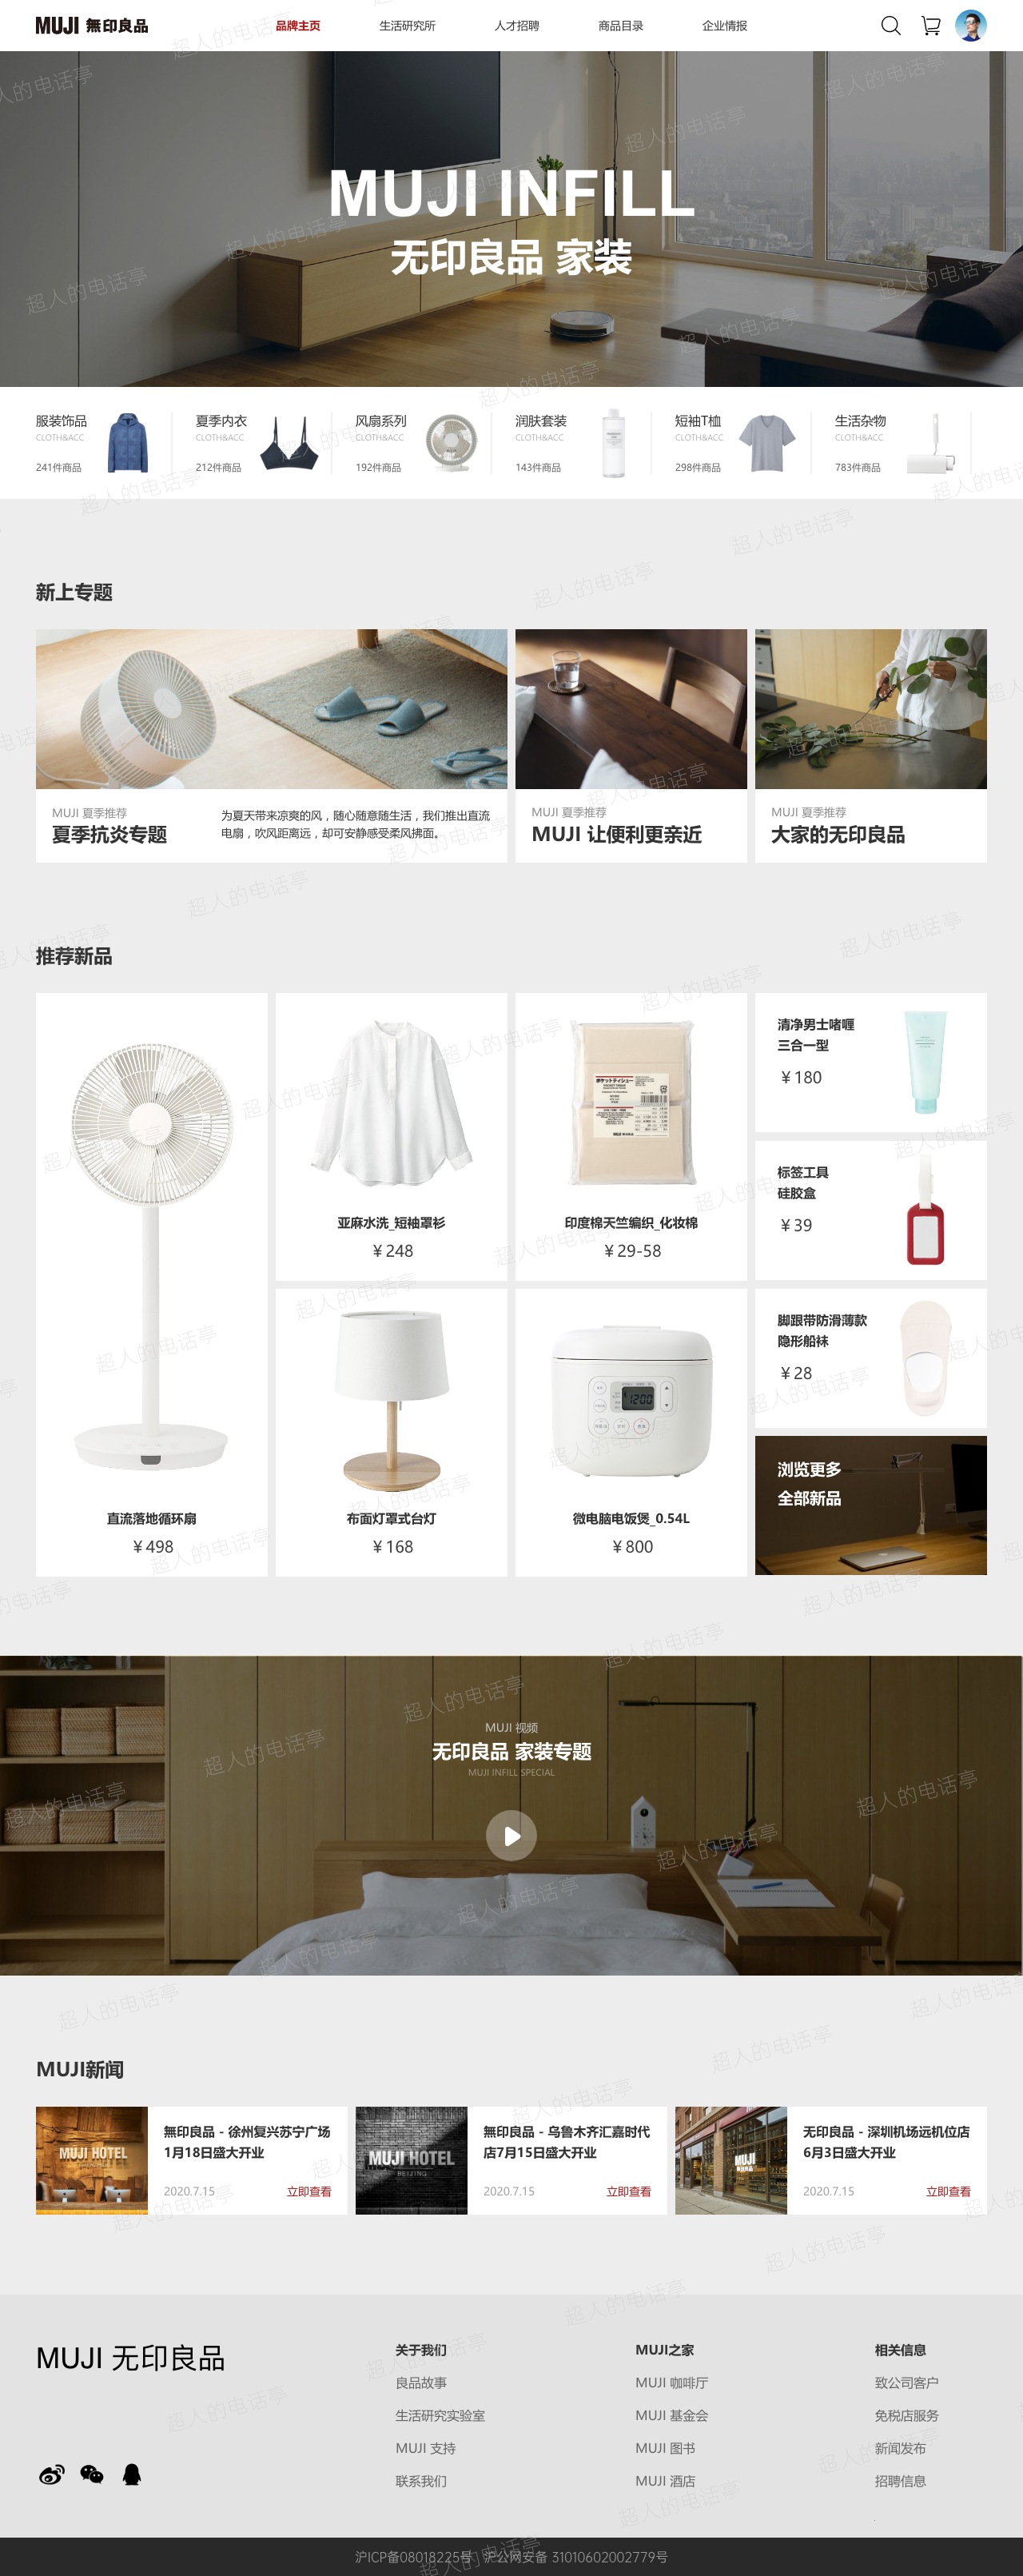 MUJI 無印良品
品牌主页
生活研究所
人才招聘
商品目录
企业情报
MUJI INFILL
无印良品 家装
服装饰品
CLOTH&ACC
241件商品
夏季内衣
CLOTH&ACC
212件商品
风扇系列
CLOTH&ACC
192件商品
润肤套装
CLOTH&ACC
143件商品
短袖T桖
CLOTH&ACC
298件商品
生活杂物
CLOTH&ACC
783件商品
新上专题
MUJI 夏季推荐
夏季抗炎专题
为夏天带来凉爽的风，随心随意随生活，我们推出直流
电扇，吹风距离远，却可安静感受柔风拂面。
MUJI 夏季推荐
MUJI 让便利更亲近
MUJI 夏季推荐
大家的无印良品
推荐新品
直流落地循环扇
¥498
亚麻水洗_短袖罩衫
¥248
ポケットティシュー
印度棉天竺编织_化妆棉
¥29-58
布面灯罩式台灯
¥168
12:00
微电脑电饭煲_0.54L
¥800
清净男士啫喱
三合一型
¥180
标签工具
硅胶盒
¥39
脚跟带防滑薄款
隐形船袜
¥28
浏览更多
全部新品
MUJI 视频
无印良品 家装专题
MUJI INFILL SPECIAL
MUJI新闻
MUJI HOTEL
無印良品 - 徐州复兴苏宁广场
1月18日盛大开业
2020.7.15
立即查看
MUJI HOTEL
BEIJING
無印良品 - 乌鲁木齐汇嘉时代
店7月15日盛大开业
2020.7.15
立即查看
MUJI
無印良品
无印良品 - 深圳机场远机位店
6月3日盛大开业
2020.7.15
立即查看
MUJI 无印良品
关于我们
良品故事
生活研究实验室
MUJI 支持
联系我们
MUJI之家
MUJI 咖啡厅
MUJI 基金会
MUJI 图书
MUJI 酒店
相关信息
致公司客户
免税店服务
新闻发布
招聘信息
沪ICP备08018225号 沪公网安备 31010602002779号
超人的电话亭